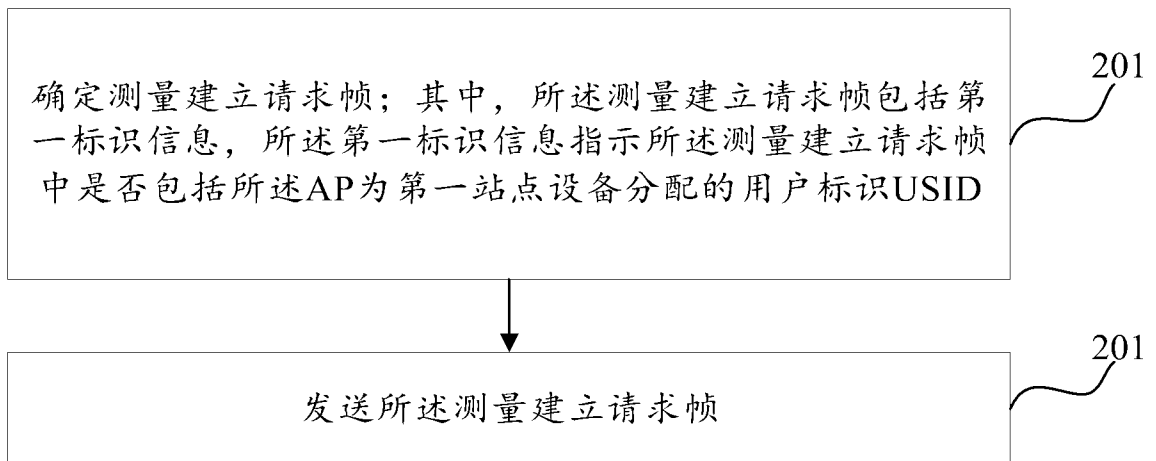 201
确定测量建立请求帧；其中，所述测量建立请求帧包括第
一标识信息，所述第一标识信息指示所述测量建立请求帧
中是否包括所述AP为第一站点设备分配的用户标识USID
201
发送所述测量建立请求帧